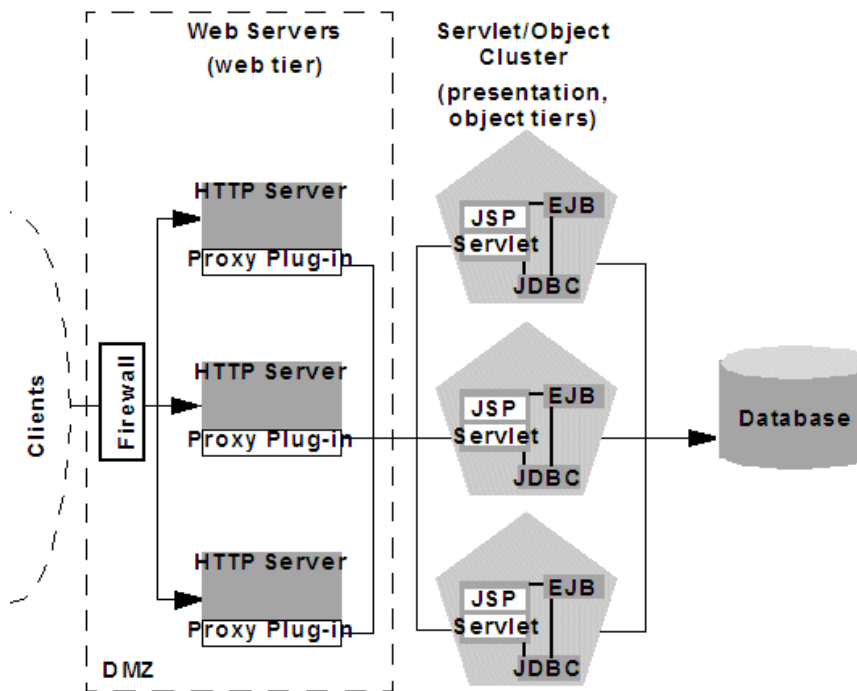 Web Servers
(web tier)
Servlet/Object
Cluster
(presentation,
object tiers)
Clients
Firewall
HTTP Server
Proxy Plug-in
HTTP Server
Proxy Plug-in
HTTP Server
Proxy Plug-in
DMZ
JSP
EJB
Servlet
JDBC
JSP
EJB
Servlet
JDBC
JSP
EJB
Servlet
JDBC
Database